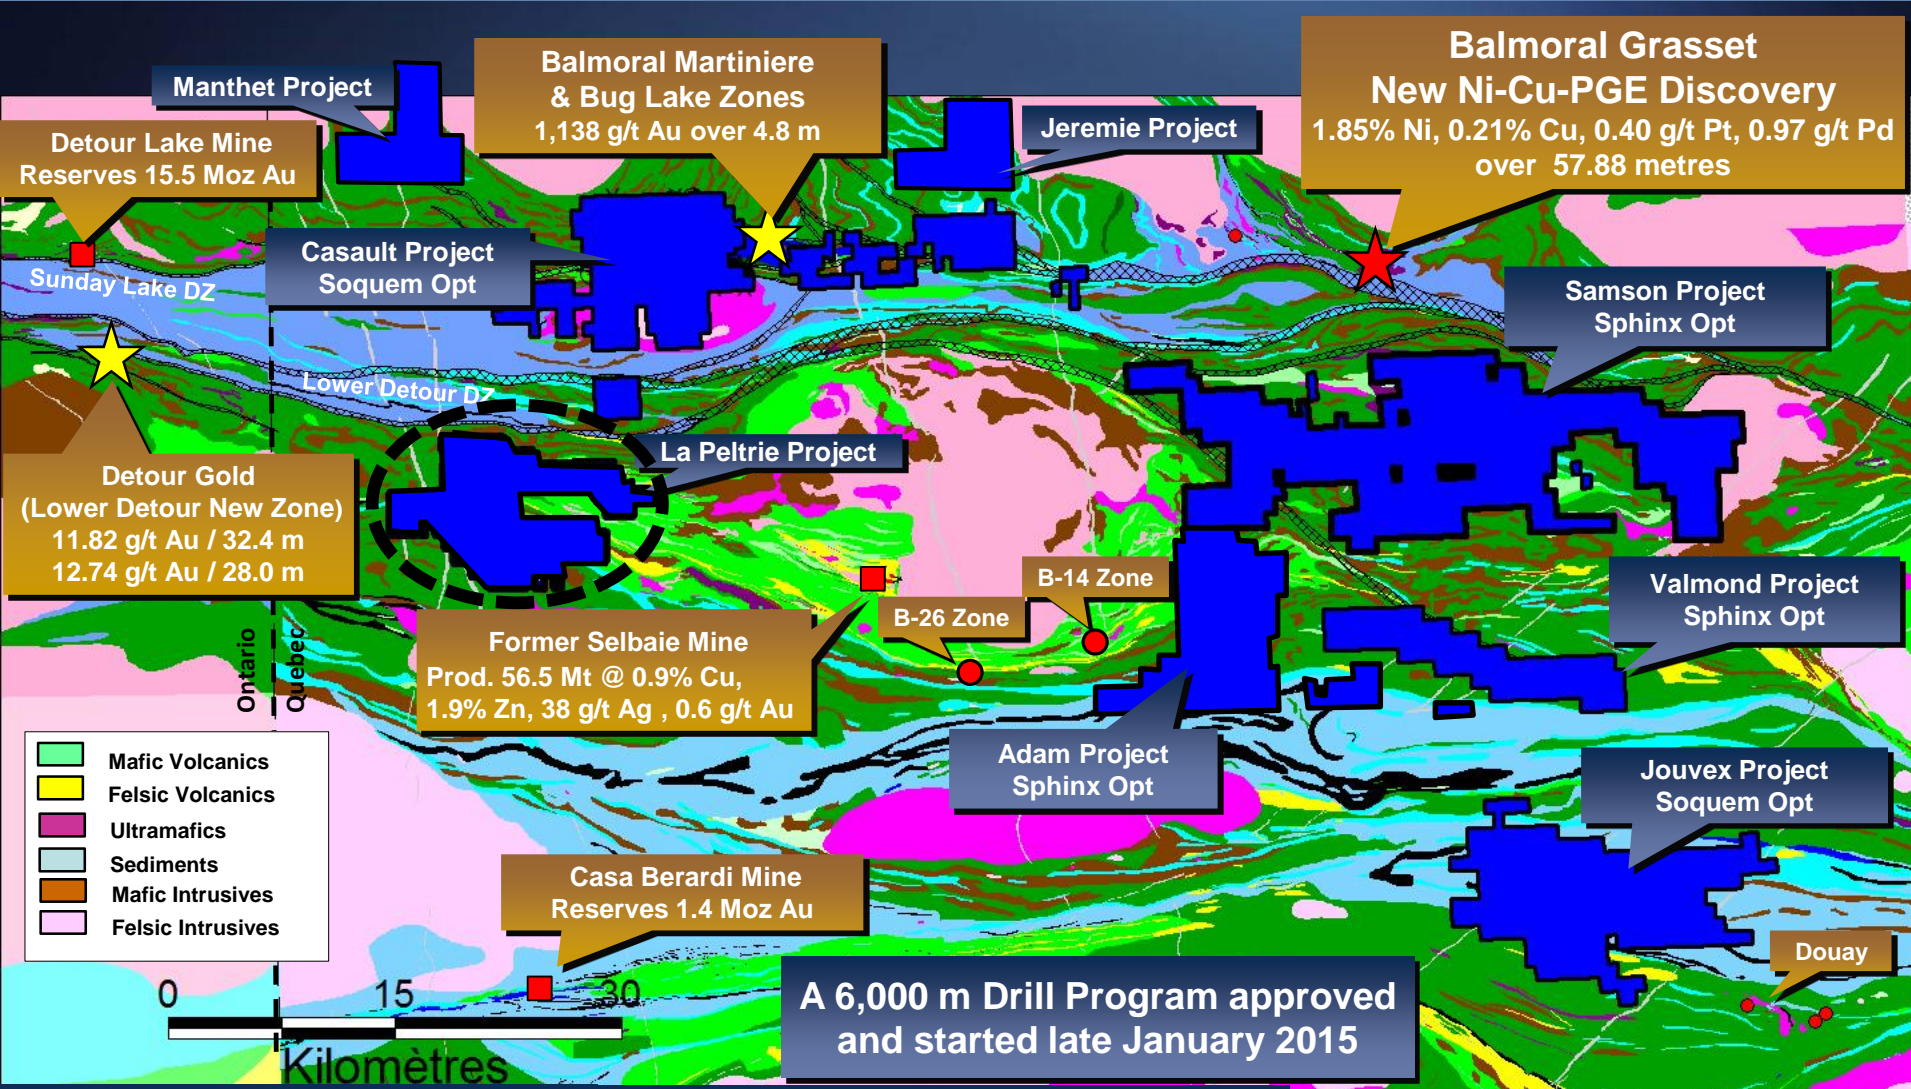 Manthet Project
Balmoral Martiniere
& Bug Lake Zones
1,138 g/t Au over 4.8 m
Jeremie Project
Balmoral Grasset
New Ni-Cu-PGE Discovery
1.85% Ni, 0.21% Cu, 0.40 g/t Pt, 0.97 g/t Pd
over 57.88 metres
Detour Lake Mine
Reserves 15.5 Moz Au
Casault Project
Soquem Opt
Sunday Lake DZ
Samson Project
Sphinx Opt
Lower Detour DZ
La Peltrie Project
Detour Gold
(Lower Detour New Zone)
11.82 g/t Au / 32.4 m
12.74 g/t Au / 28.0 m
B-14 Zone
B-26 Zone
Valmond Project
Sphinx Opt
Former Selbaie Mine
Prod. 56.5 Mt @ 0.9% Cu,
1.9% Zn, 38 g/t Ag , 0.6 g/t Au
Ontario
Quebec
Adam Project
Sphinx Opt
Jouvex Project
Soquem Opt
Mafic Volcanics
Felsic Volcanics
Ultramafics
Sediments
Mafic Intrusives
Felsic Intrusives
Casa Berardi Mine
Reserves 1.4 Moz Au
Douay
0 15 30
Kilomètres
A 6,000 m Drill Program approved
and started late January 2015